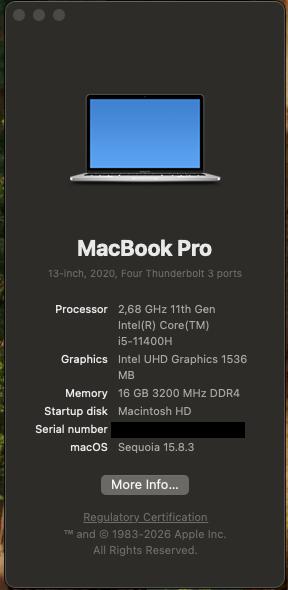 MacBook Pro
13-inch, 2020, Four Thunderbolt 3 ports
Processor 2,68 GHz 11th Gen
Intel(R) Core(TM)
i5-11400H
Graphics Intel UHD Graphics 1536
MB
Memory 16 GB 3200 MHz DDR4
Startup disk Macintosh HD
Serial number
macOS Sequoia 15.8.3
More Info...
Regulatory Certification
™ and © 1983-2026 Apple Inc.
All Rights Reserved.